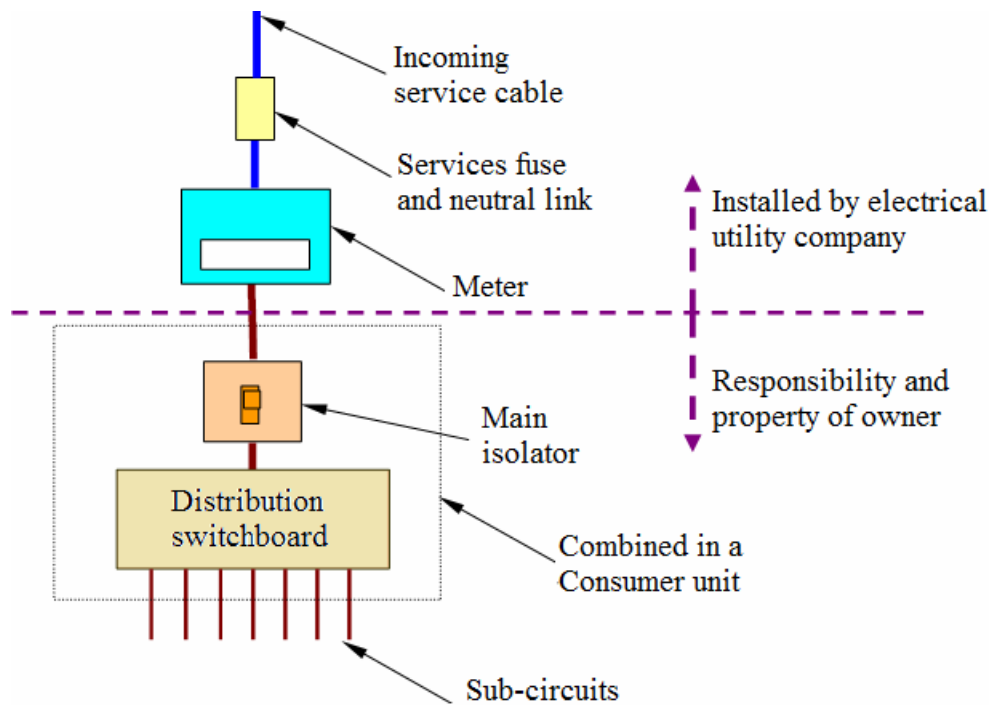 Incoming
service cable
Services fuse
and neutral link
Installed by electrical
utility company
Meter
Responsibility and
property of owner
Main
isolator
Distribution
switchboard
Combined in a
Consumer unit
Sub-circuits